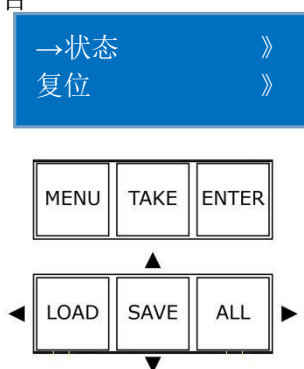 →状态 》
复位 》
MENU TAKE ENTER
LOAD SAVE ALL